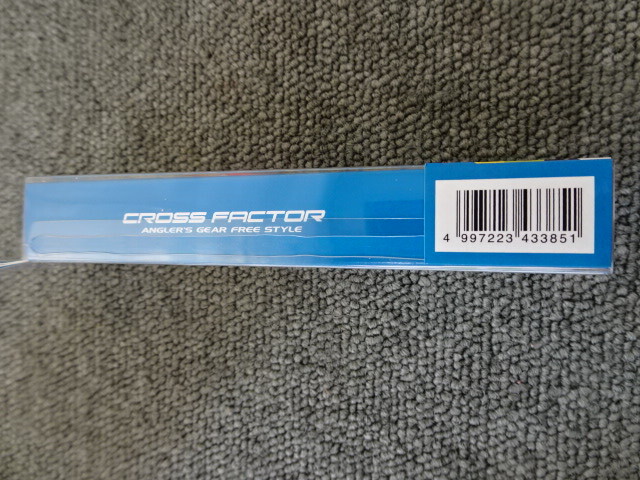 CROSS FACTOR
ANGLER'S GEAR FREE STYLE
4 997223 433851